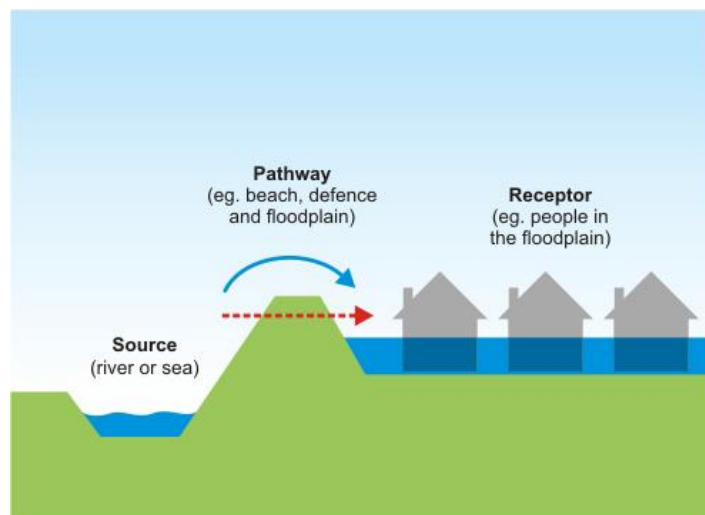 Pathway
(eg. beach, defence
and floodplain)
Receptor
(eg. people in
the floodplain)
Source
(river or sea)